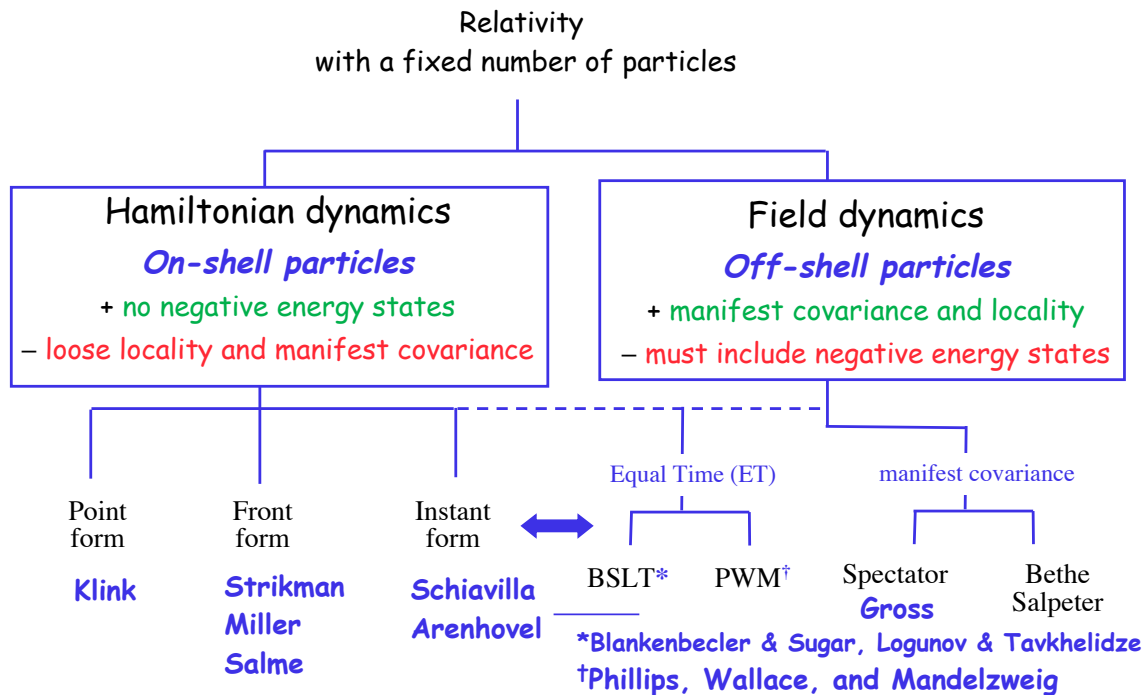 Relativity
with a fixed number of particles
Hamiltonian dynamics
On-shell particles
+ no negative energy states
– loose locality and manifest covariance
Field dynamics
Off-shell particles
+ manifest covariance and locality
– must include negative energy states
Equal Time (ET)
manifest covariance
Point
form
Klink
Front
form
Strikman
Miller
Salme
Instant
form
Schiavilla
Arenhovel
BSLT*
PWM†
Spectator
Gross
Bethe
Salpeter
*Blankenbecler & Sugar, Logunov & Tavkhelidze
†Phillips, Wallace, and Mandelzweig